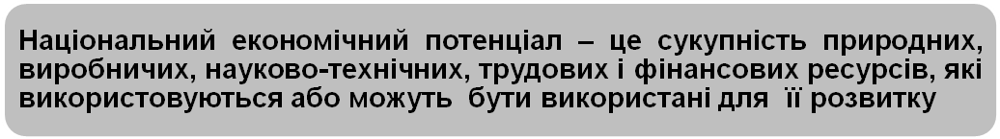 Національний економічний потенціал – це сукупність природних,
виробничих, науково-технічних, трудових і фінансових ресурсів, які
використовуються або можуть  бути використані для  її розвитку